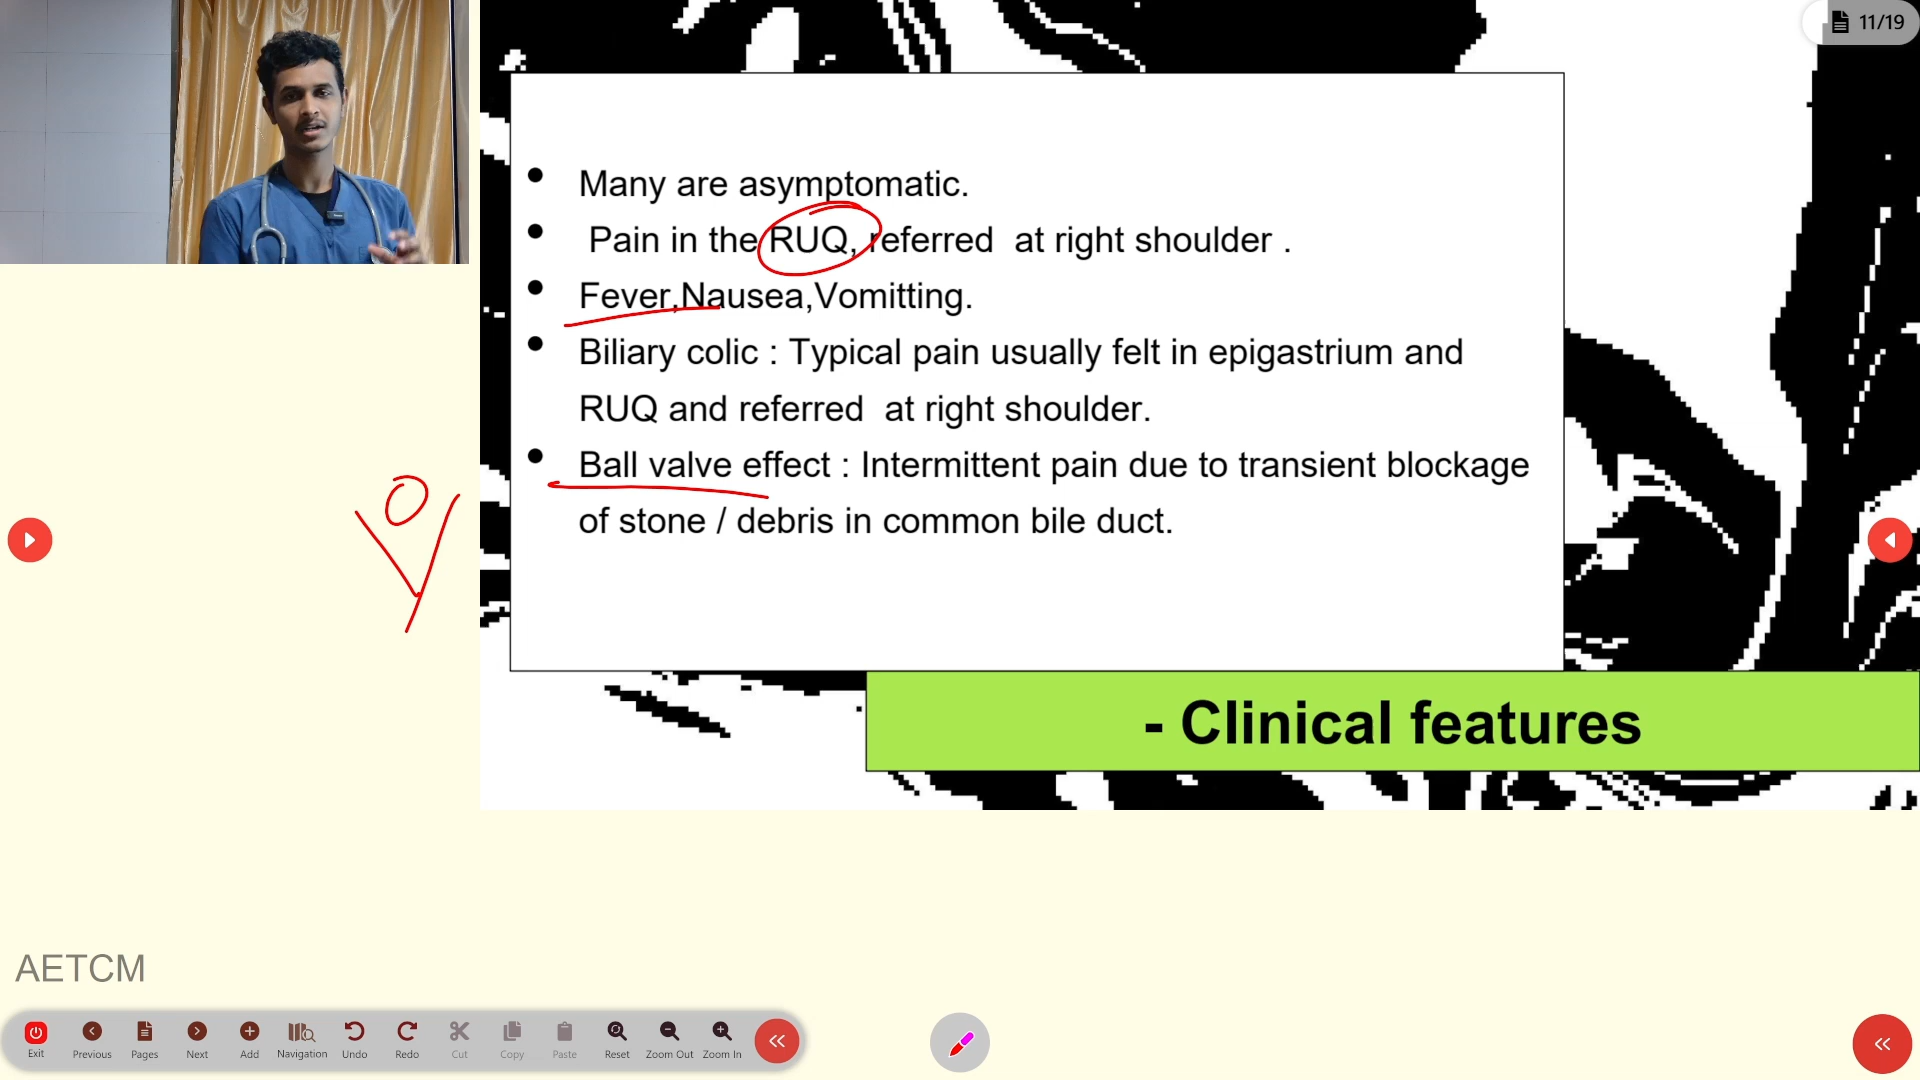 11/19
• Many are asymptomatic.
• Pain in the RUQ, referred at right shoulder .
• Fever,Nausea,Vomitting.
• Biliary colic : Typical pain usually felt in epigastrium and
RUQ and referred at right shoulder.
• Ball valve effect : Intermittent pain due to transient blockage
of stone / debris in common bile duct.
- Clinical features
AETCM
Exit Previous Pages Next Add Navigation Undo Redo Cut Copy Paste Reset Zoom Out Zoom In